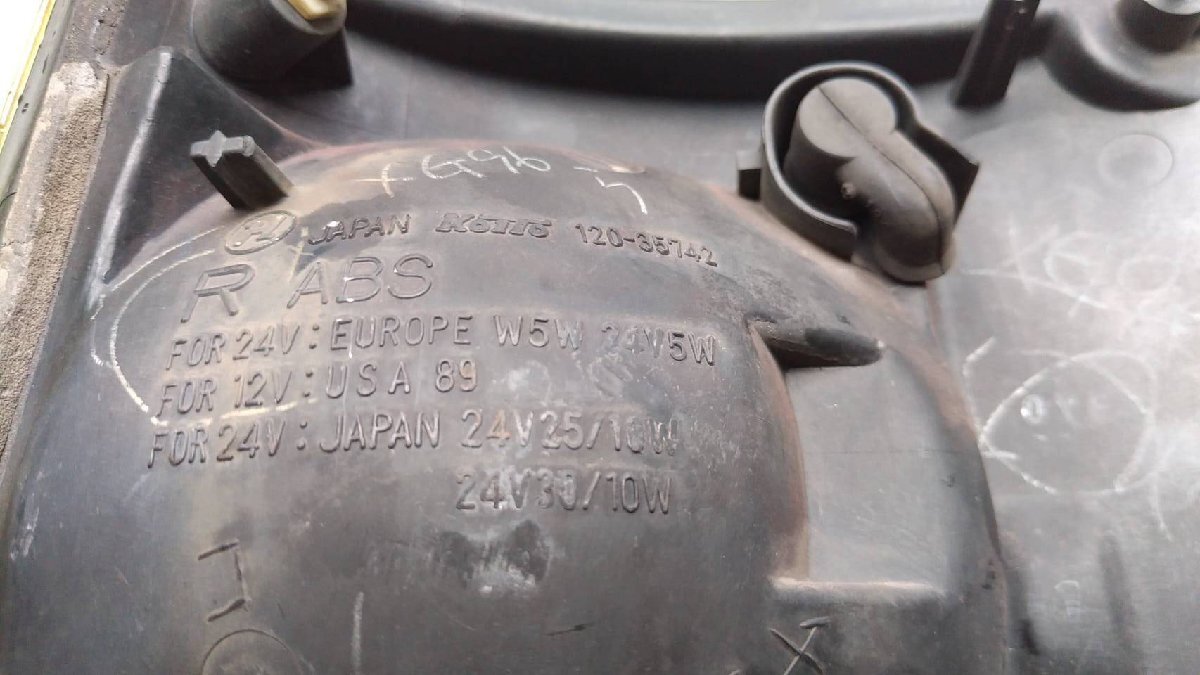 JAPAN KOITO 120-35742
R ABS
FOR 24V : EUROPE W5W 24V5W
FOR 12V : USA 89
FOR 24V : JAPAN 24V25/10W
24V30/10W